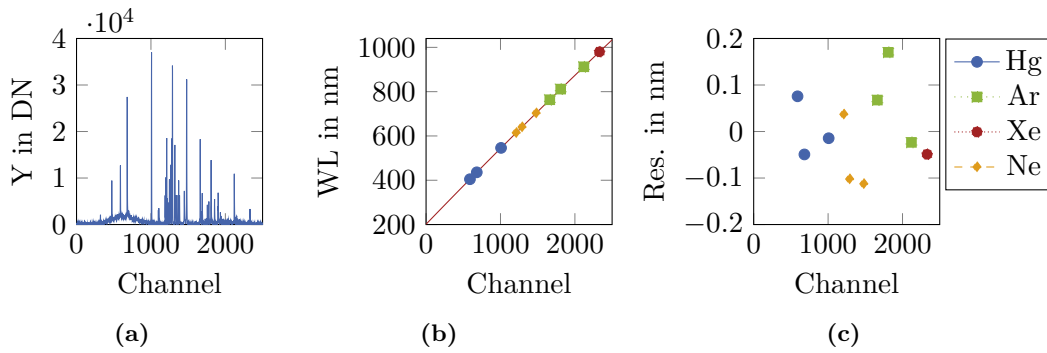 ·10⁴
4
3
2
1
0
0 1000 2000
Y in DN
Channel
(a)
1000
800
600
400
200
0 1000 2000
WL in nm
Channel
(b)
0.2
0.1
0
−0.1
−0.2
0 1000 2000
Res. in nm
Channel
(c)
Hg
Ar
Xe
Ne